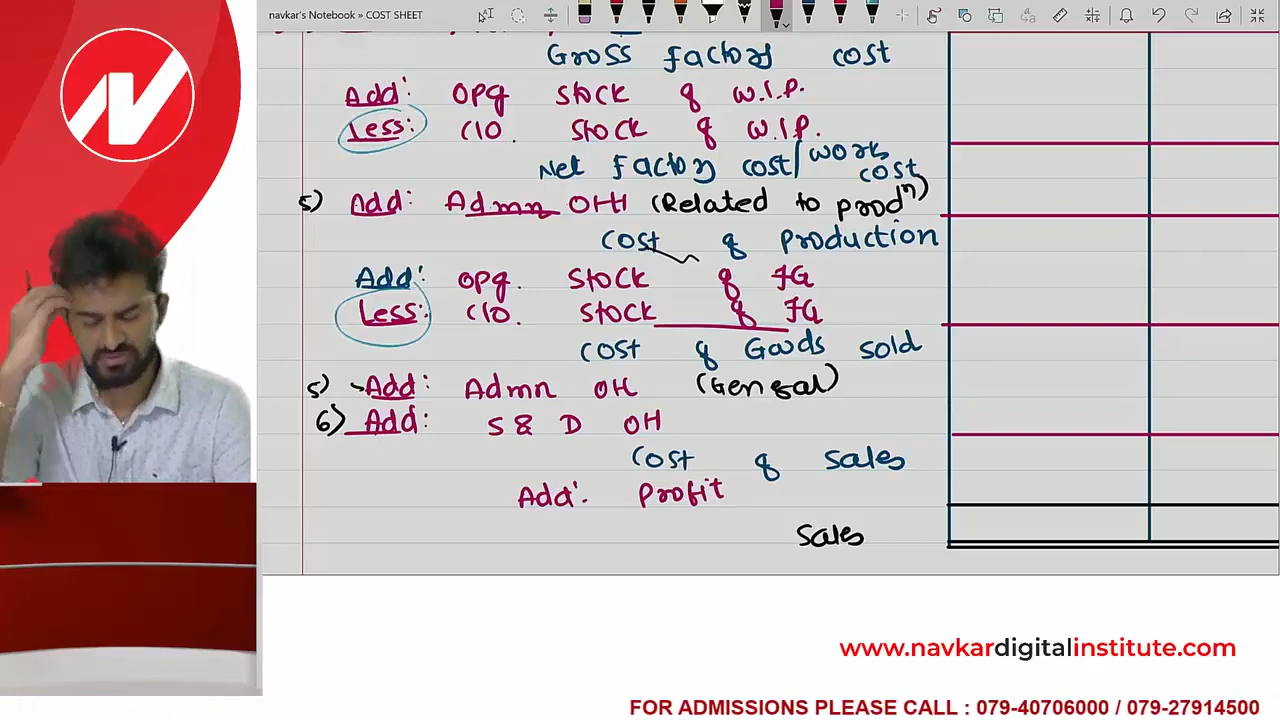 navkar's Notebook » COST SHEET
Gross factory cost
Add: opg stock of W.I.P.
Less: clo. stock of W.I.P.
Net factory cost/work cost
5) Add: Admn OH (Related to prodⁿ)
cost of production
Add: opg. stock of FG
Less: clo. stock of FG
cost of Goods sold
5) Add: Admn OH (General)
6) Add: S & D OH
cost of sales
Add: profit
sales
www.navkardigitalinstitute.com
FOR ADMISSIONS PLEASE CALL : 079-40706000 / 079-27914500